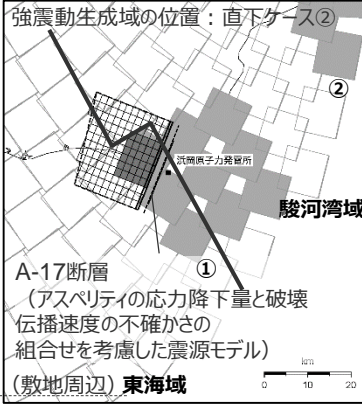 強震動生成域の位置：直下ケース②
②
浜岡原子力発電所
駿河湾域
①
A-17断層
（アスペリティの応力降下量と破壊
伝播速度の不確かさの
組合せを考慮した震源モデル）
km
(敷地周辺) 東海域
0 10 20